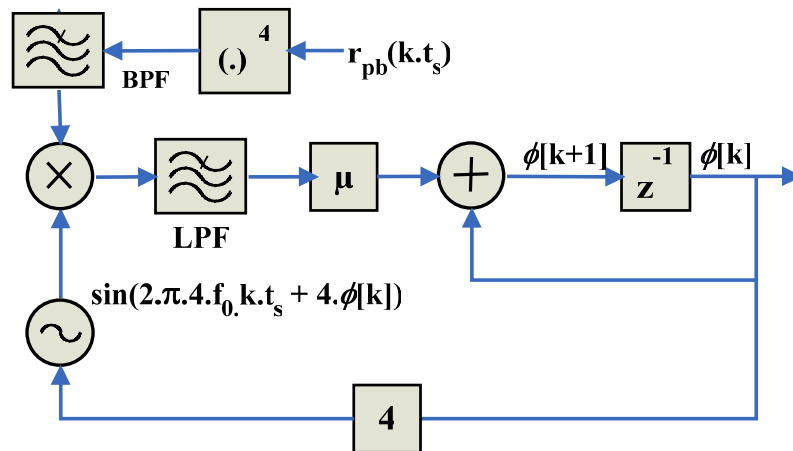 (.)⁴
r_pb(k.t_s)
BPF
ϕ[k+1]
z⁻¹
ϕ[k]
μ
LPF
sin(2.π.4.f_0.k.t_s + 4.ϕ[k])
4